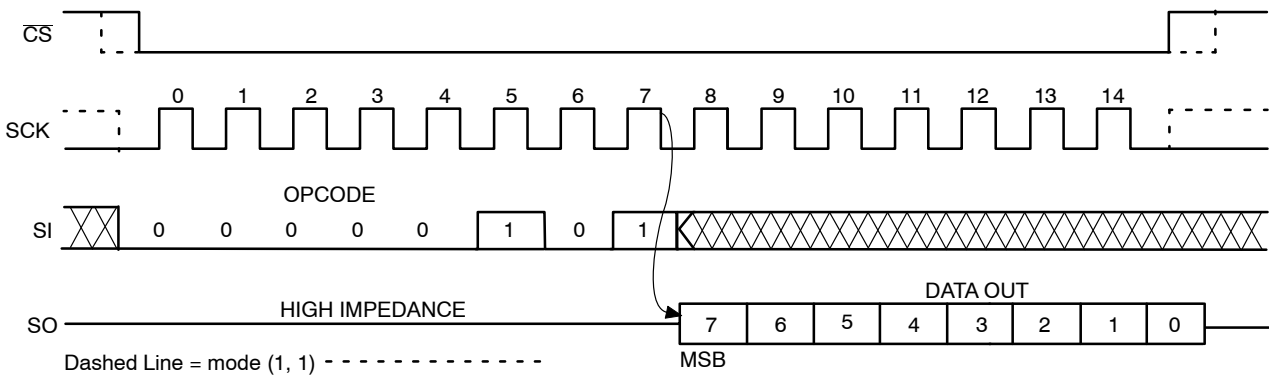 CS
0 1 2 3 4 5 6 7 8 9 10 11 12 13 14
SCK
OPCODE
SI 0 0 0 0 0 1 0 1
DATA OUT
HIGH IMPEDANCE
SO 7 6 5 4 3 2 1 0
Dashed Line = mode (1, 1) MSB